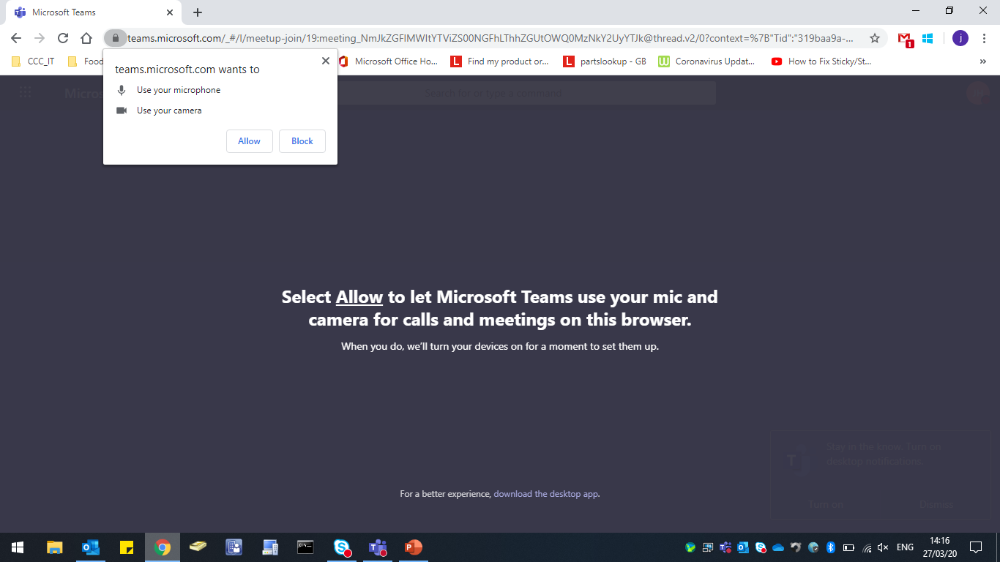 Microsoft Teams
teams.microsoft.com/_#/l/meetup-join/19:meeting_NmJkZGFlMWItYTViZS00NGFhLThhZGUtOWQ0MzNkY2UyYTJk@thread.v2/0?context=%7B"Tid":"319baa9a-...
1
j
CCC_IT
Food
Microsoft Office Ho...
Find my product or...
partslookup - GB
Coronavirus Updat...
How to Fix Sticky/St...
»
teams.microsoft.com wants to
Use your microphone
Use your camera
Allow
Block
Micros
Search for or type a command
Select Allow to let Microsoft Teams use your mic and
camera for calls and meetings on this browser.
When you do, we'll turn your devices on for a moment to set them up.
Stay in the know. Turn on
desktop notifications.
Turn on
Dismiss
For a better experience, download the desktop app.
ENG
14:16
27/03/20